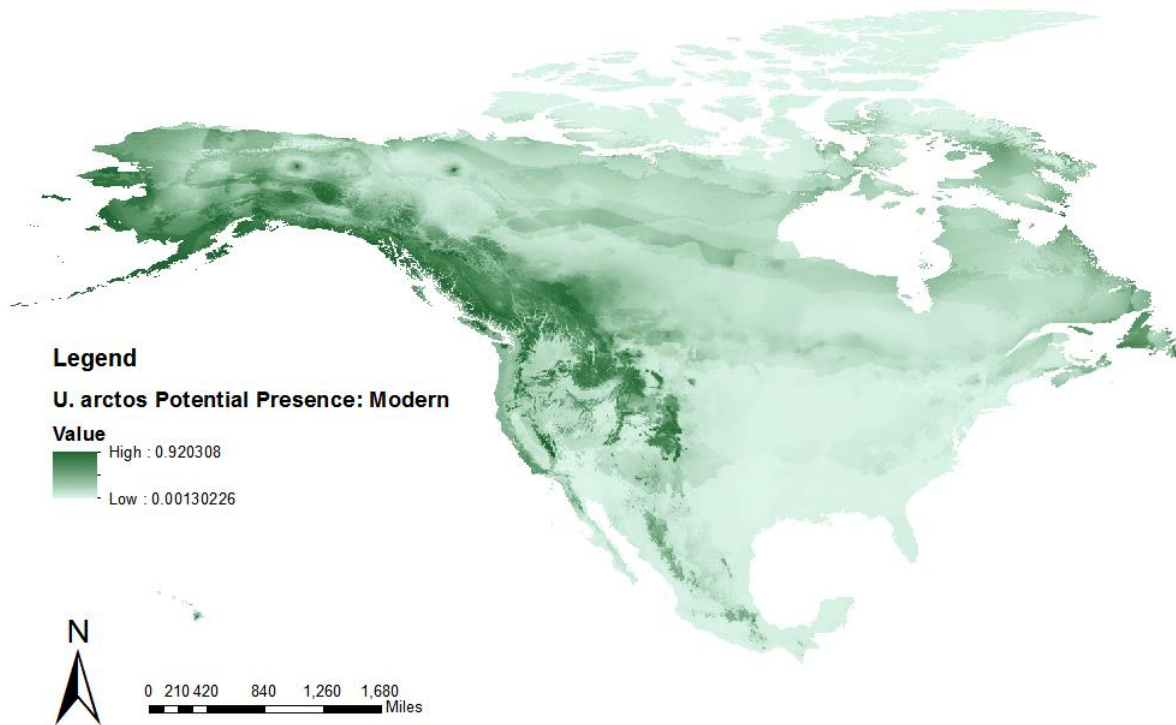 Legend
U. arctos Potential Presence: Modern
Value
High : 0.920308
Low : 0.00130226
N
0 210 420 840 1,260 1,680
Miles